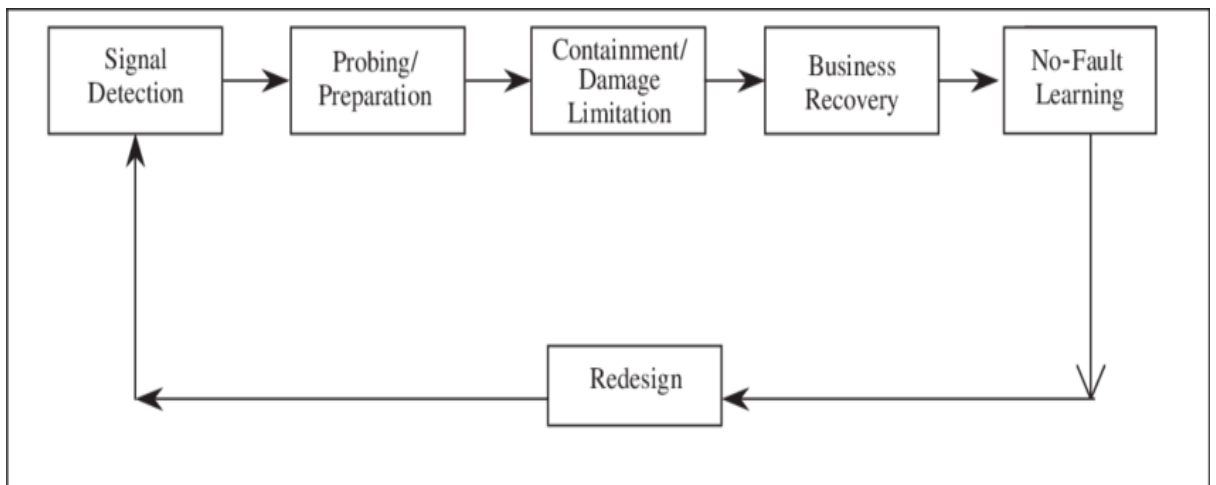 Signal
Detection
Probing/
Preparation
Containment/
Damage
Limitation
Business
Recovery
No-Fault
Learning
Redesign